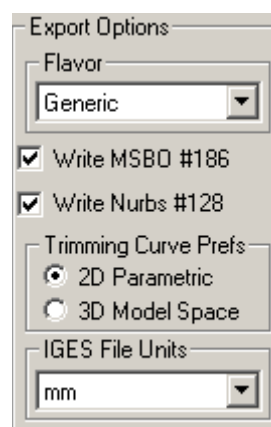 Export Options
Flavor
Generic
Write MSBO #186
Write Nurbs #128
Trimming Curve Prefs
2D Parametric
3D Model Space
IGES File Units
mm